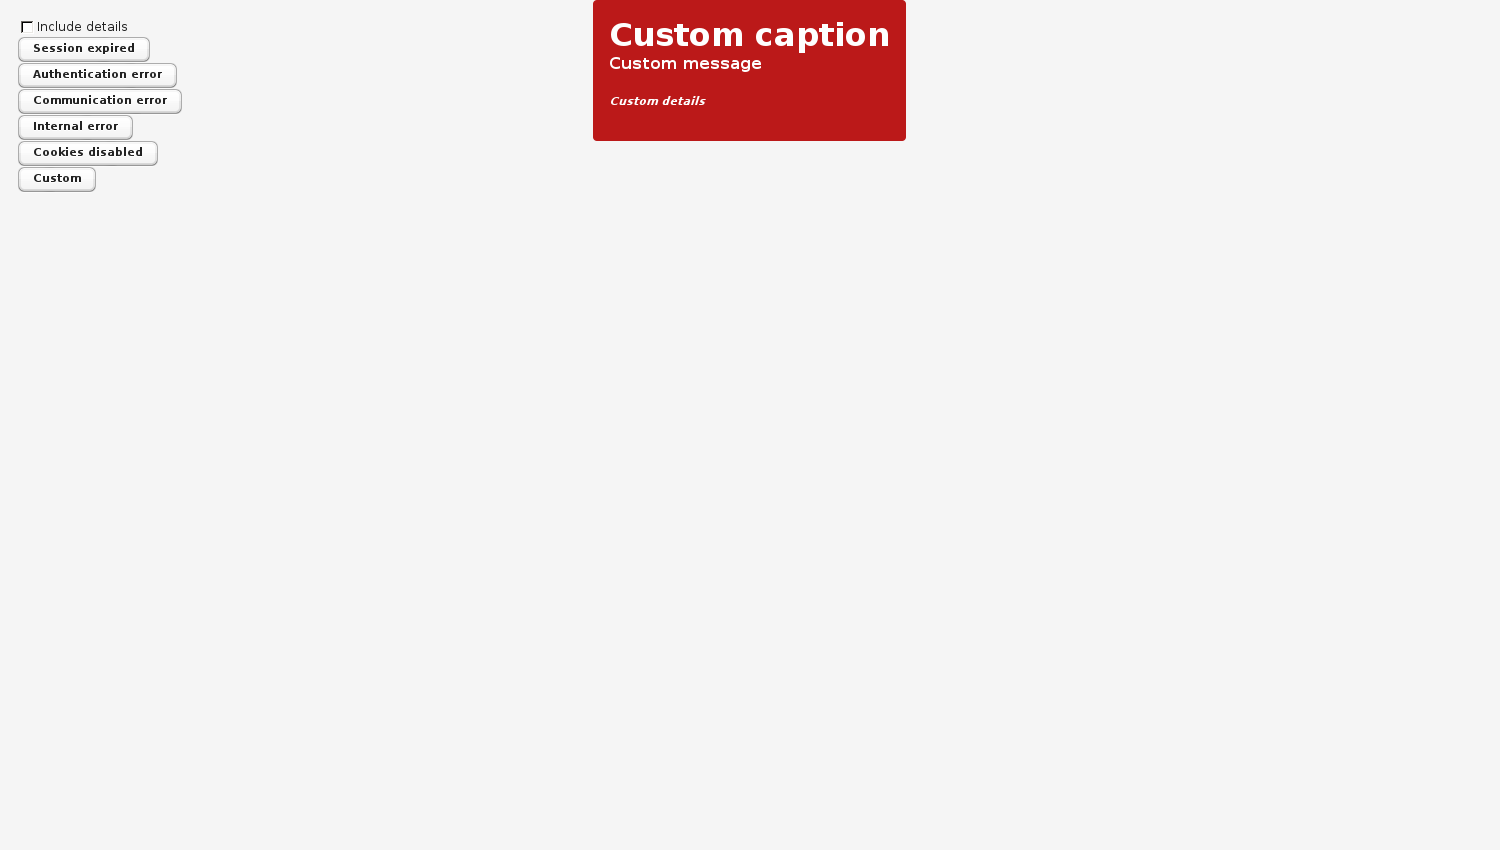 Include details
Session expired
Authentication error
Communication error
Internal error
Cookies disabled
Custom
Custom caption
Custom message
Custom details